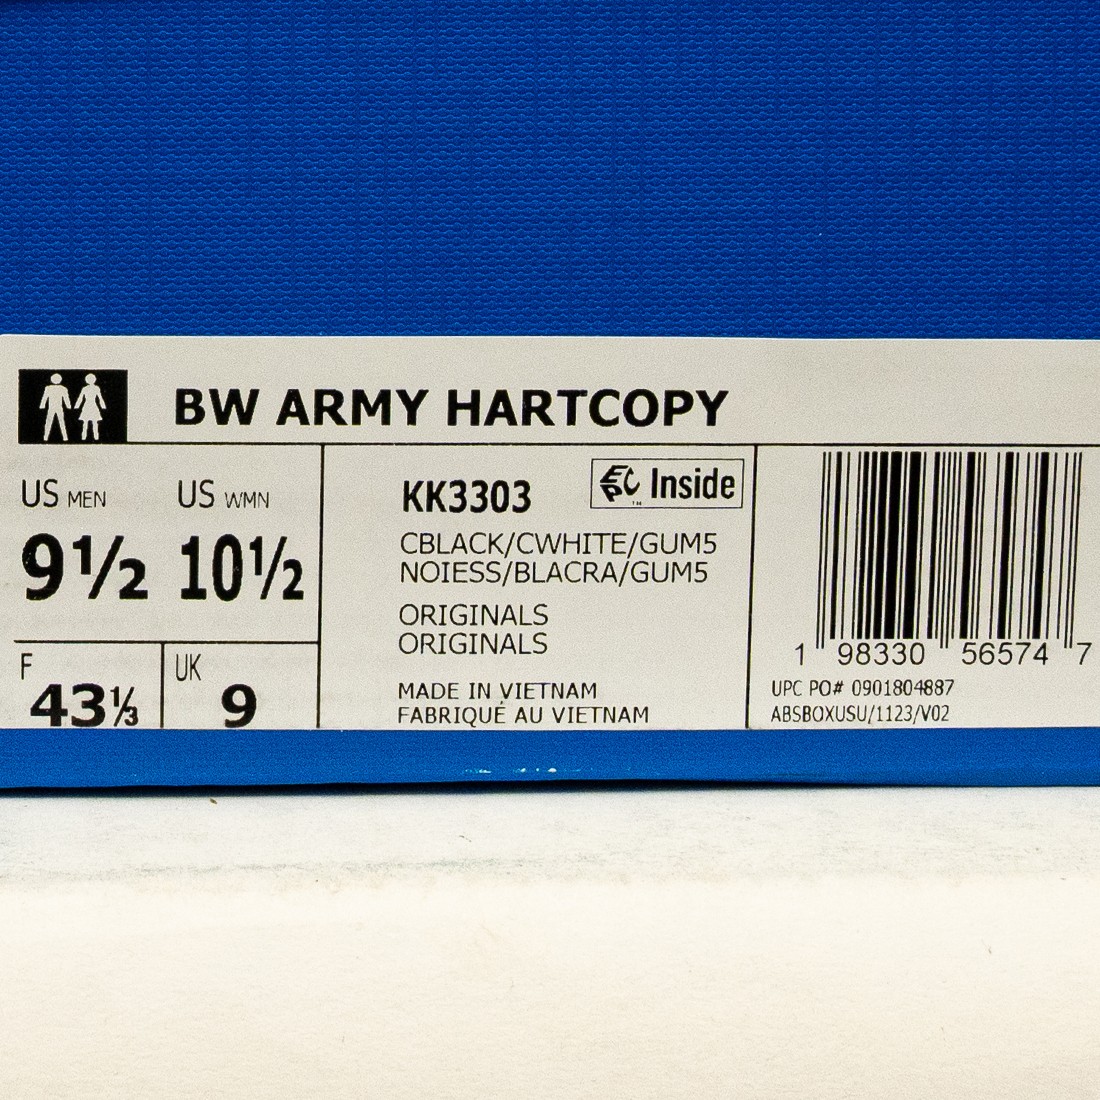 BW ARMY HARTCOPY
US MEN US WMN
9½ 10½
F UK
43⅓ 9
KK3303 EPC™ Inside
CBLACK/CWHITE/GUM5
NOIESS/BLACRA/GUM5
ORIGINALS
ORIGINALS
MADE IN VIETNAM
FABRIQUÉ AU VIETNAM
1 98330 56574 7
UPC PO# 0901804887
ABSBOXUSU/1123/V02